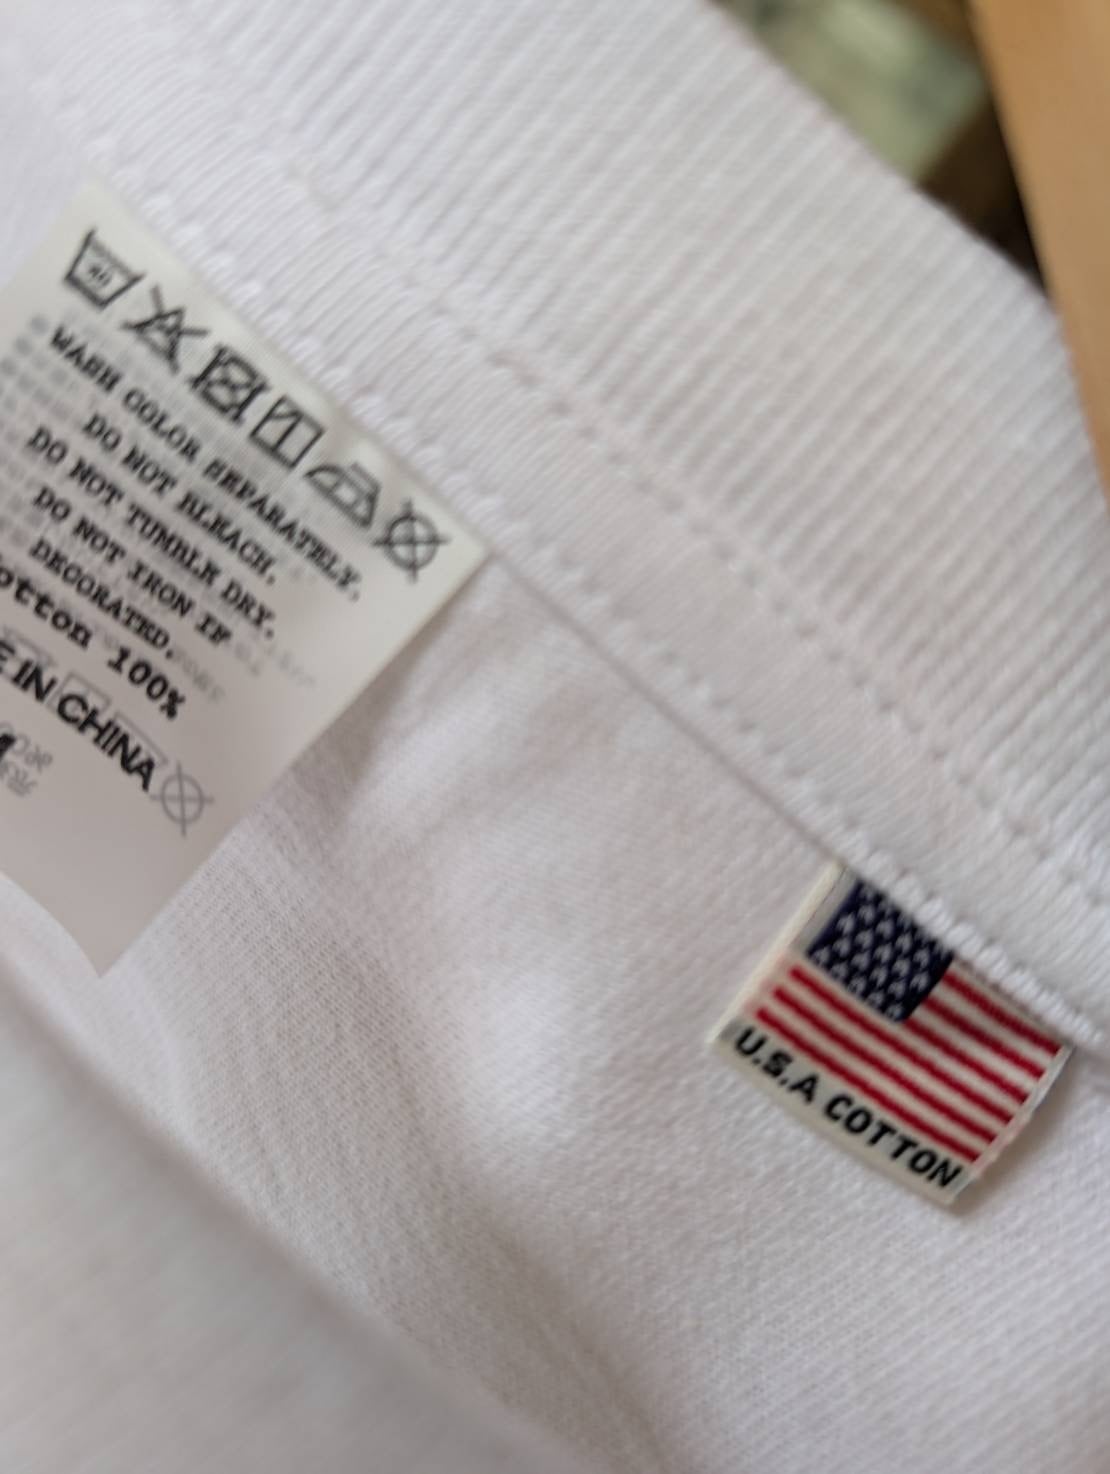 WASH COLOR SEPARATELY.
DO NOT BLEACH.
DO NOT TUMBLE DRY.
DO NOT IRON IF
DECORATED.
otton 100%
E IN CHINA
U.S.A COTTON